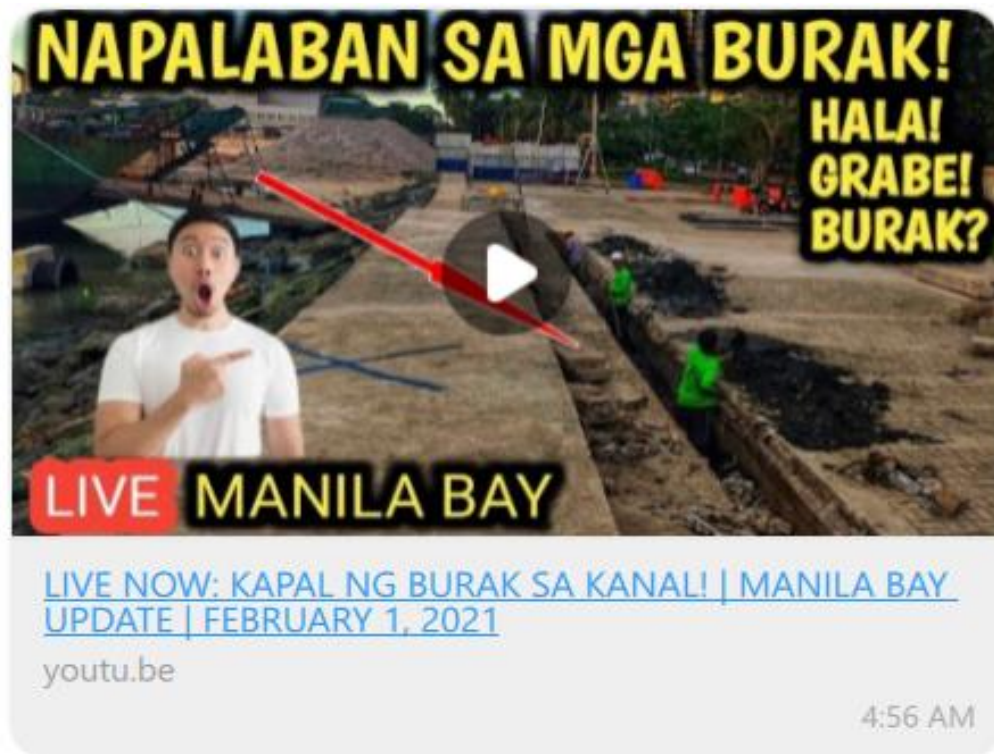 NAPALABAN SA MGA BURAK!
HALA!
GRABE!
BURAK?
LIVE MANILA BAY
LIVE NOW: KAPAL NG BURAK SA KANAL! | MANILA BAY
UPDATE | FEBRUARY 1, 2021
youtu.be
4:56 AM